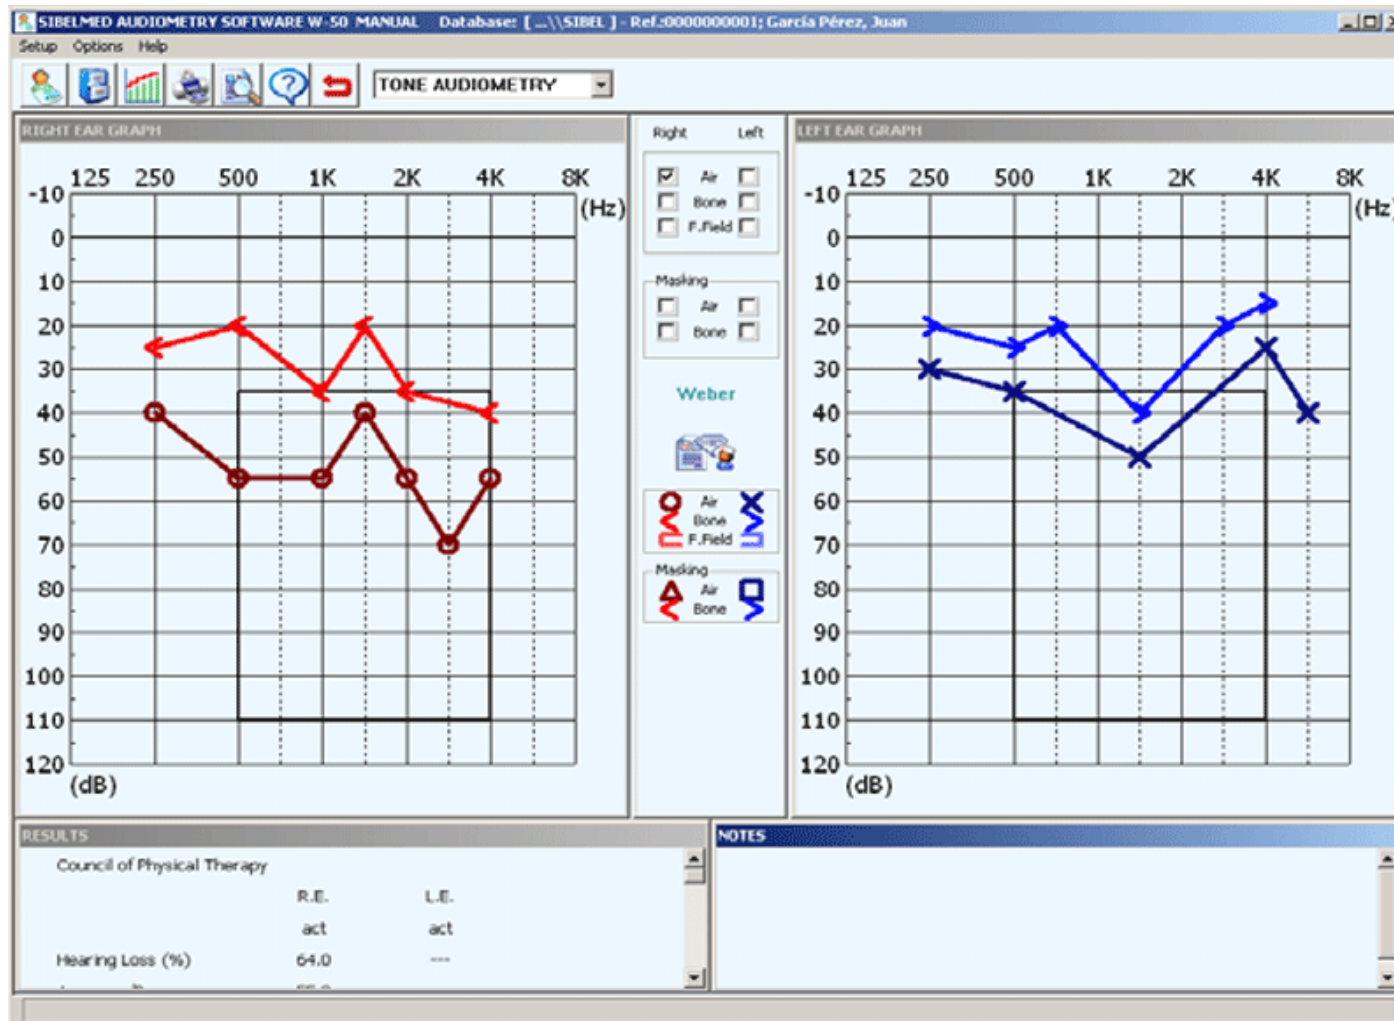 SIBELMED AUDIOMETRY SOFTWARE W-50 MANUAL Database: [ ...\\SIBEL ] - Ref.:0000000001; García Pérez, Juan
Setup Options Help
TONE AUDIOMETRY
RIGHT EAR GRAPH
125 250 500 1K 2K 4K 8K
(Hz)
-10
0
10
20
30
40
50
60
70
80
90
100
110
120
(dB)
Right Left
Air
Bone
F.Field
Masking
Air
Bone
Weber
Air
Bone
F.Field
Masking
Air
Bone
LEFT EAR GRAPH
125 250 500 1K 2K 4K 8K
(Hz)
-10
0
10
20
30
40
50
60
70
80
90
100
110
120
(dB)
RESULTS
Council of Physical Therapy
R.E. L.E.
act act
Hearing Loss (%) 64.0 ---
NOTES